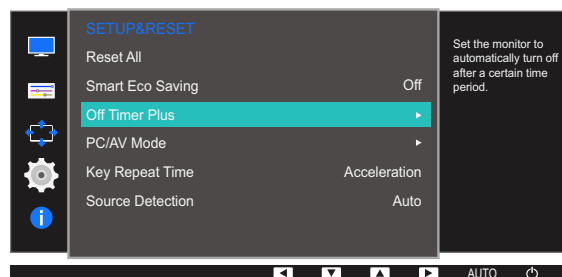 SETUP&RESET
Reset All
Smart Eco Saving Off
Off Timer Plus
PC/AV Mode
Key Repeat Time Acceleration
Source Detection Auto
Set the monitor to
automatically turn off
after a certain time
period.
AUTO